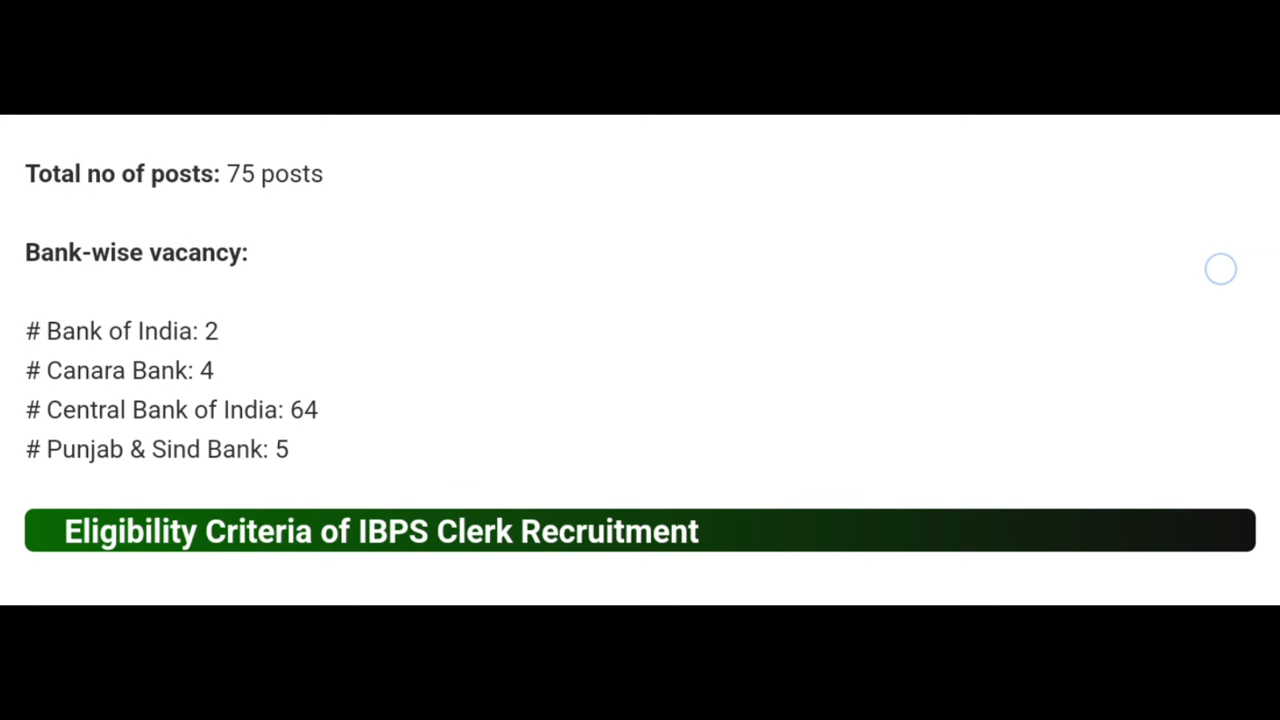 Total no of posts: 75 posts
Bank-wise vacancy:
# Bank of India: 2
# Canara Bank: 4
# Central Bank of India: 64
# Punjab & Sind Bank: 5
Eligibility Criteria of IBPS Clerk Recruitment